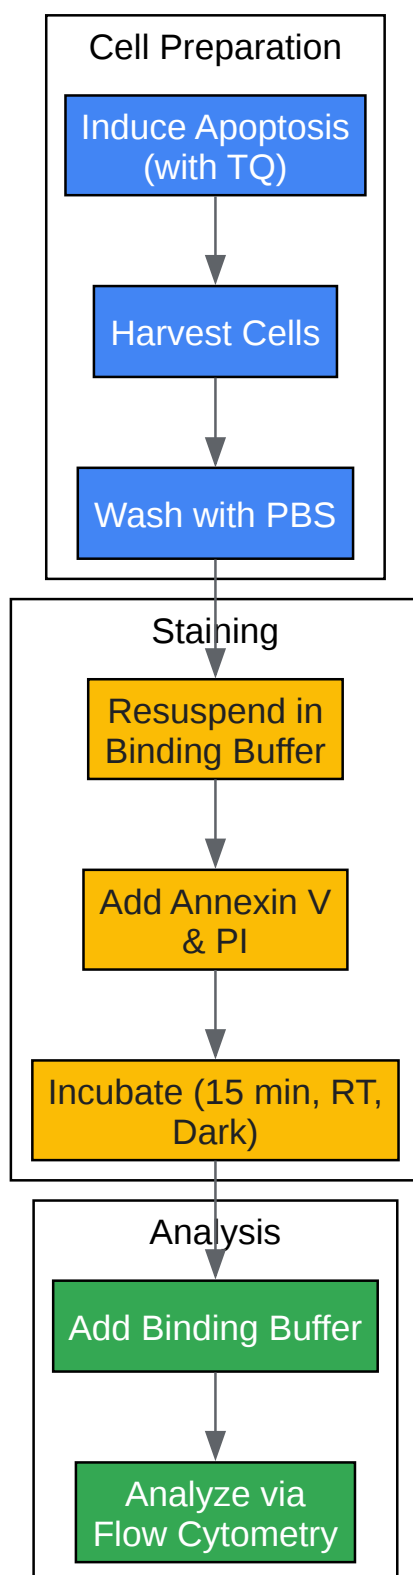 Cell Preparation
Induce Apoptosis
(with TQ)
Harvest Cells
Wash with PBS
Staining
Resuspend in
Binding Buffer
Add Annexin V
& PI
Incubate (15 min, RT,
Dark)
Analysis
Add Binding Buffer
Analyze via
Flow Cytometry